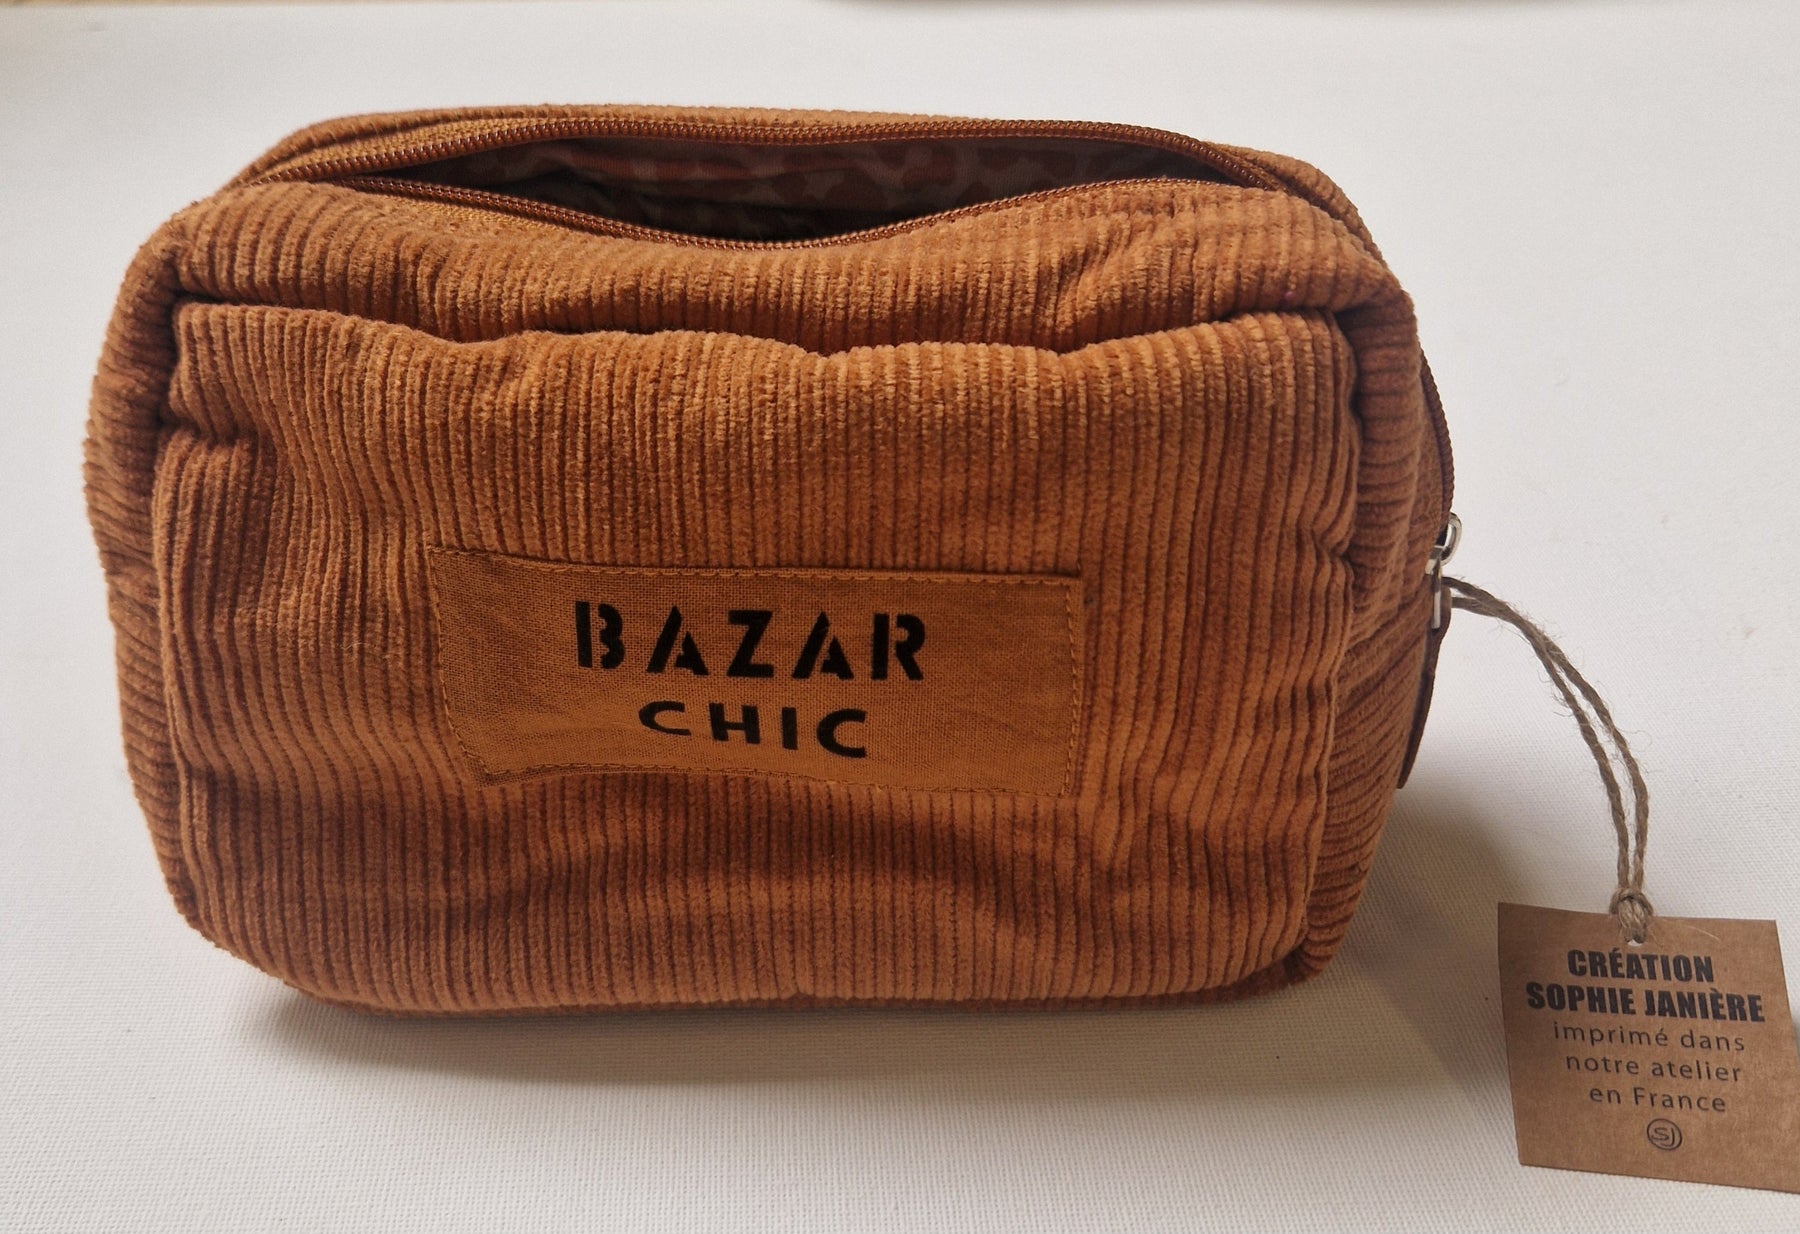 BAZAR
CHIC
CRÉATION
SOPHIE JANIÈRE
imprimé dans
notre atelier
en France
SJ